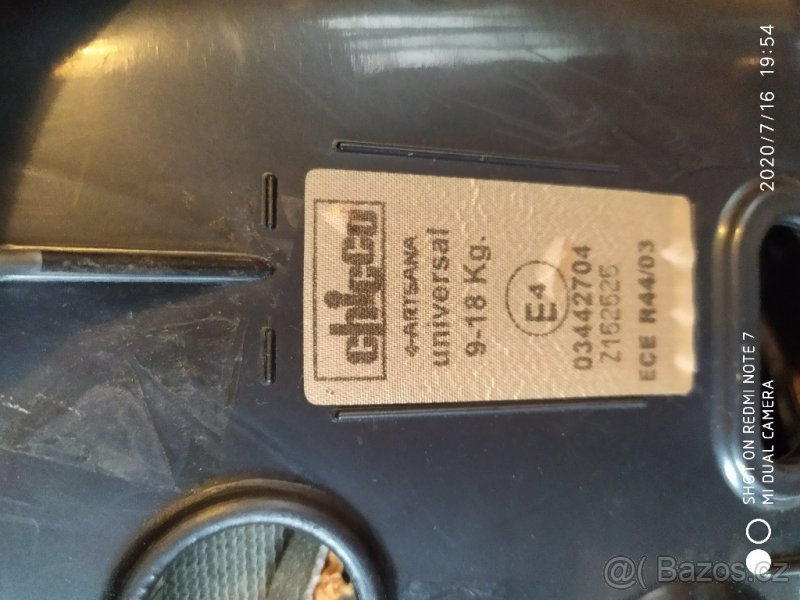 chicco
ARTSANA
universal
9-18 Kg.
E4
03442704
Z162626
ECE R44/03
2020/7/16 19:54
SHOT ON REDMI NOTE 7
MI DUAL CAMERA
@( Bazos.cz